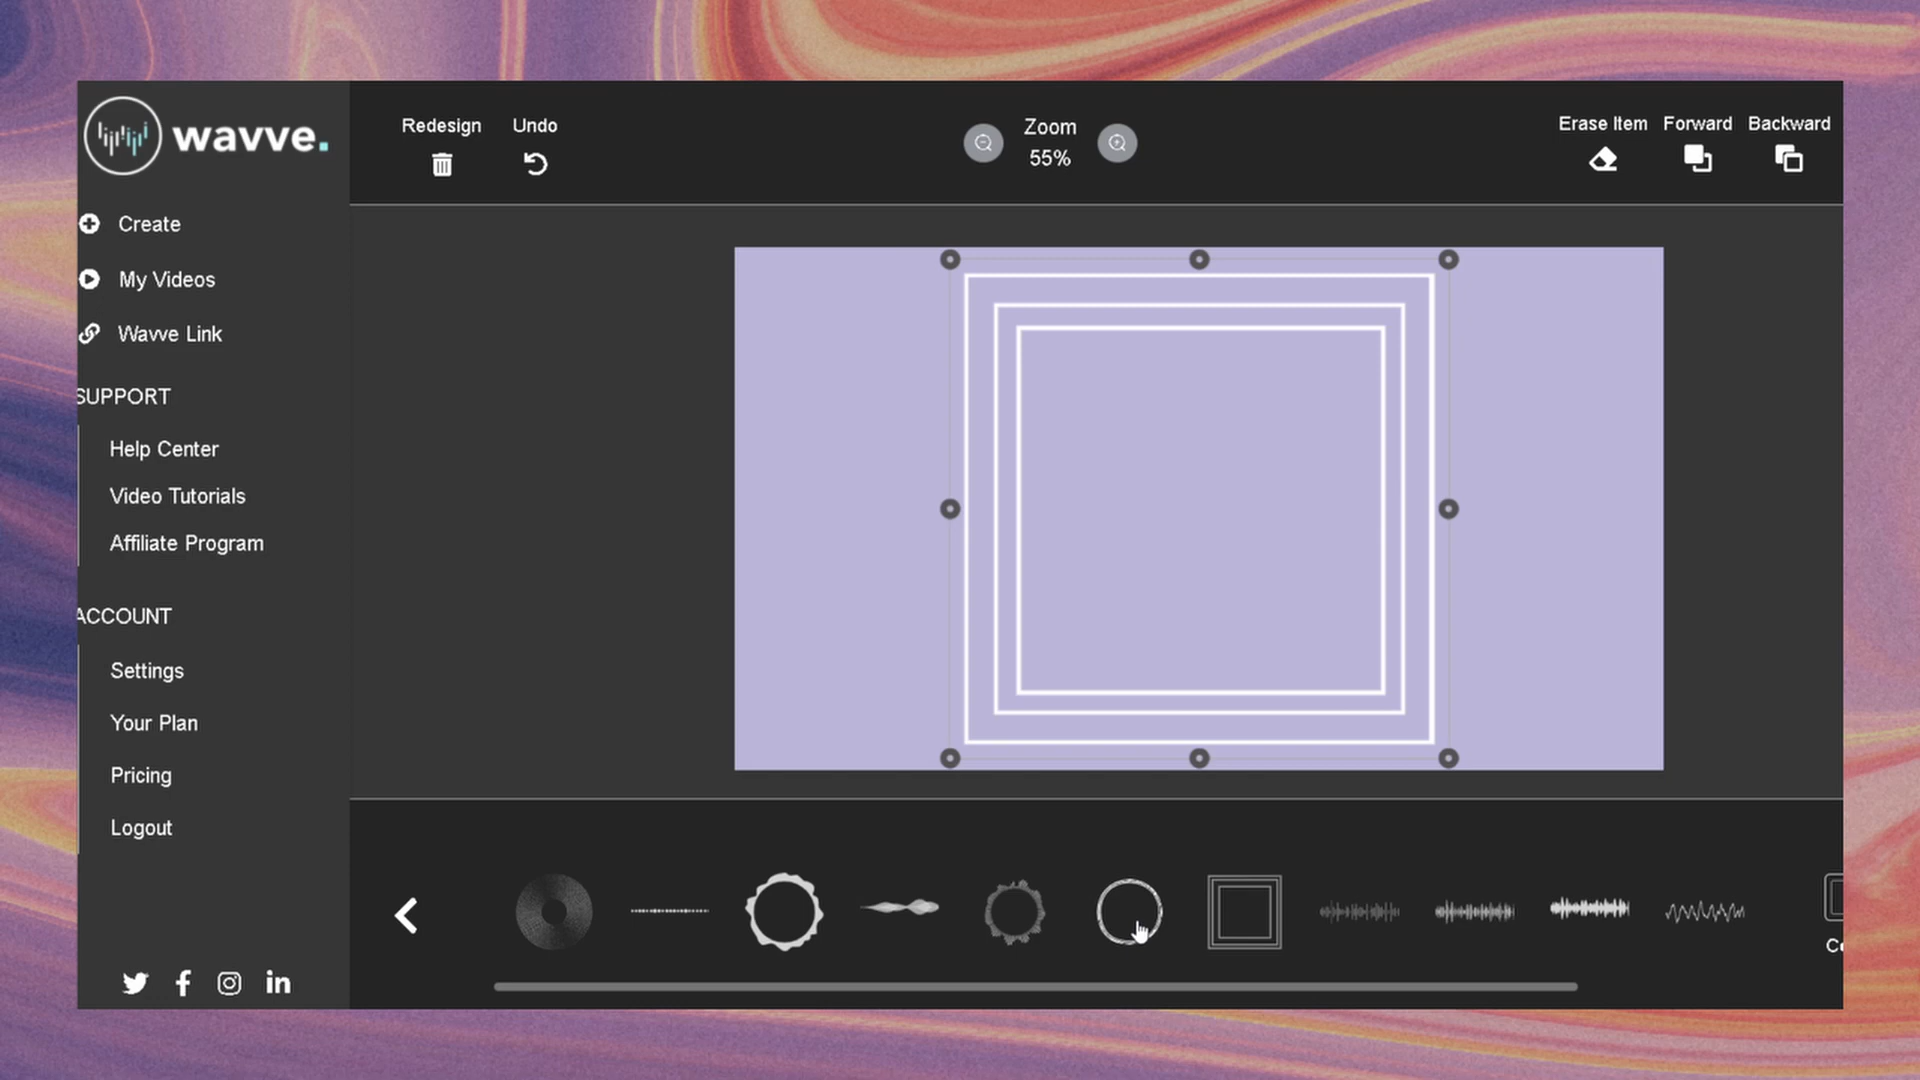 wavve.
Create
My Videos
Wavve Link
SUPPORT
Help Center
Video Tutorials
Affiliate Program
ACCOUNT
Settings
Your Plan
Pricing
Logout
Redesign
Undo
Zoom
55%
Erase Item
Forward
Backward